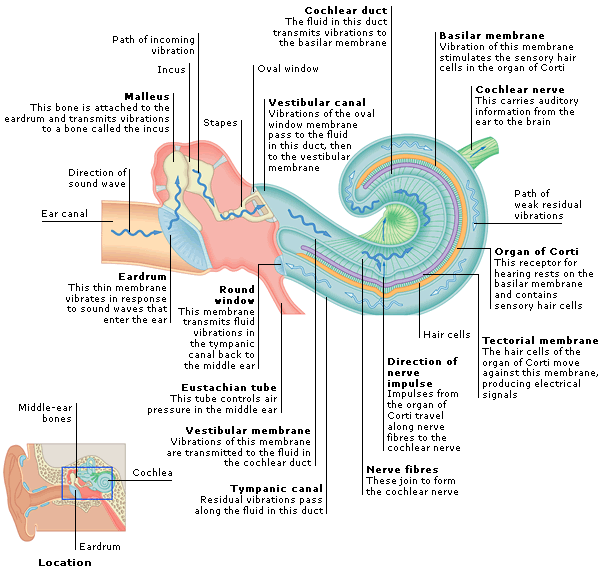 Cochlear duct
The fluid in this duct
transmits vibrations to
the basilar membrane
Path of incoming
vibration
Basilar membrane
Vibration of this membrane
stimulates the sensory hair
cells in the organ of Corti
Incus
Oval window
Malleus
This bone is attached to the
eardrum and transmits vibrations
to a bone called the incus
Cochlear nerve
This carries auditory
information from the
ear to the brain
Vestibular canal
Vibrations of the oval
window membrane
pass to the fluid
in this duct, then
to the vestibular
membrane
Stapes
Direction of
sound wave
Path of
weak residual
vibrations
Ear canal
Organ of Corti
This receptor for
hearing rests on the
basilar membrane
and contains
sensory hair cells
Eardrum
This thin membrane
vibrates in response
to sound waves that
enter the ear
Round
window
This membrane
transmits fluid
vibrations in
the tympanic
canal back to
the middle ear
Hair cells
Tectorial membrane
The hair cells of the
organ of Corti move
against this membrane,
producing electrical
signals
Direction of
nerve
impulse
Impulses from
the organ of
Corti travel
along nerve
fibres to the
cochlear nerve
Eustachian tube
This tube controls air
pressure in the middle ear
Middle-ear
bones
Vestibular membrane
Vibrations of this membrane
are transmitted to the fluid in
the cochlear duct
Cochlea
Nerve fibres
These join to form
the cochlear nerve
Tympanic canal
Residual vibrations pass
along the fluid in this duct
Eardrum
Location